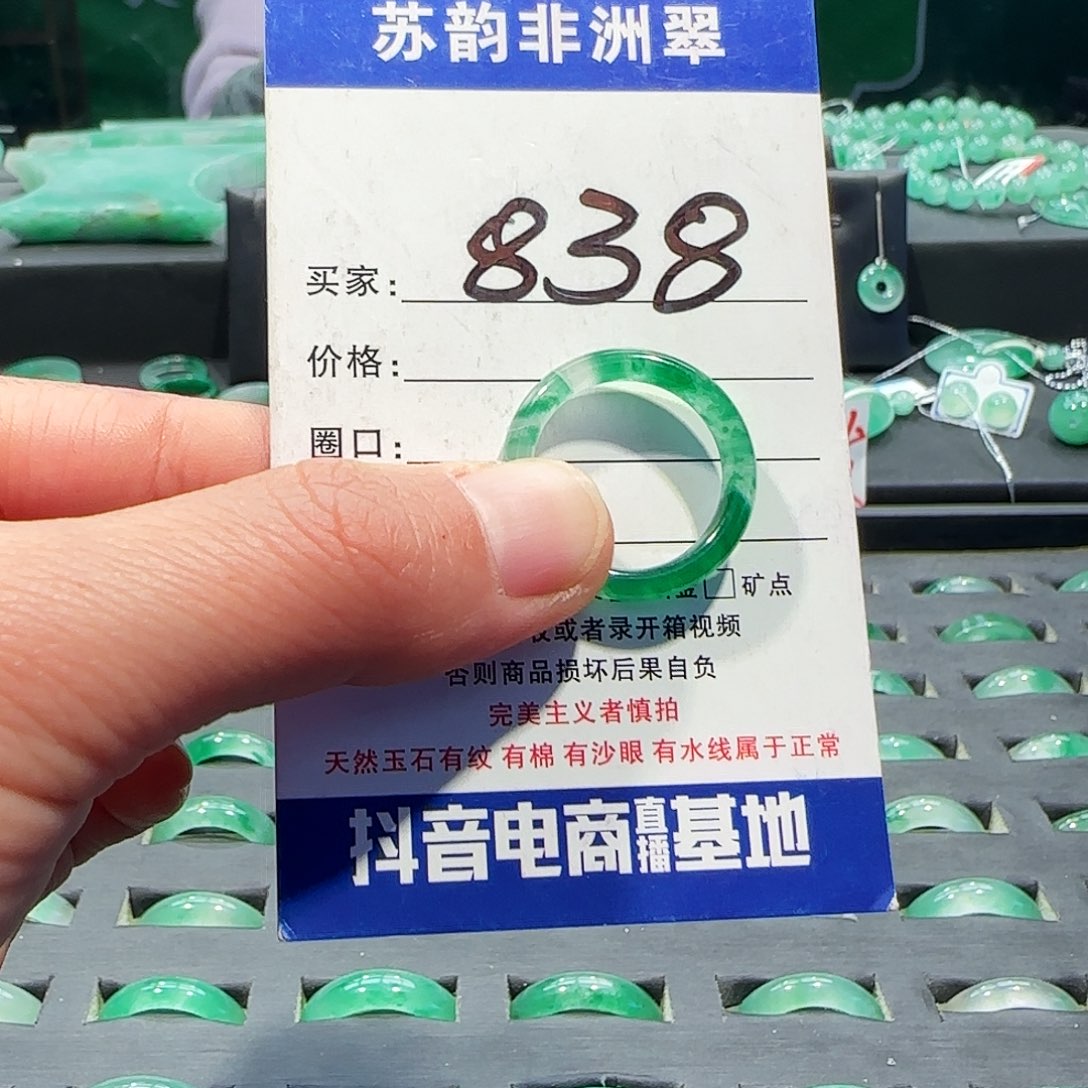 苏韵非洲翠
买家: 838
价格:
圈口:
矿点
或者录开箱视频
否则商品损坏后果自负
完美主义者慎拍
天然玉石有纹 有棉 有沙眼 有水线属于正常
抖音电商直播基地